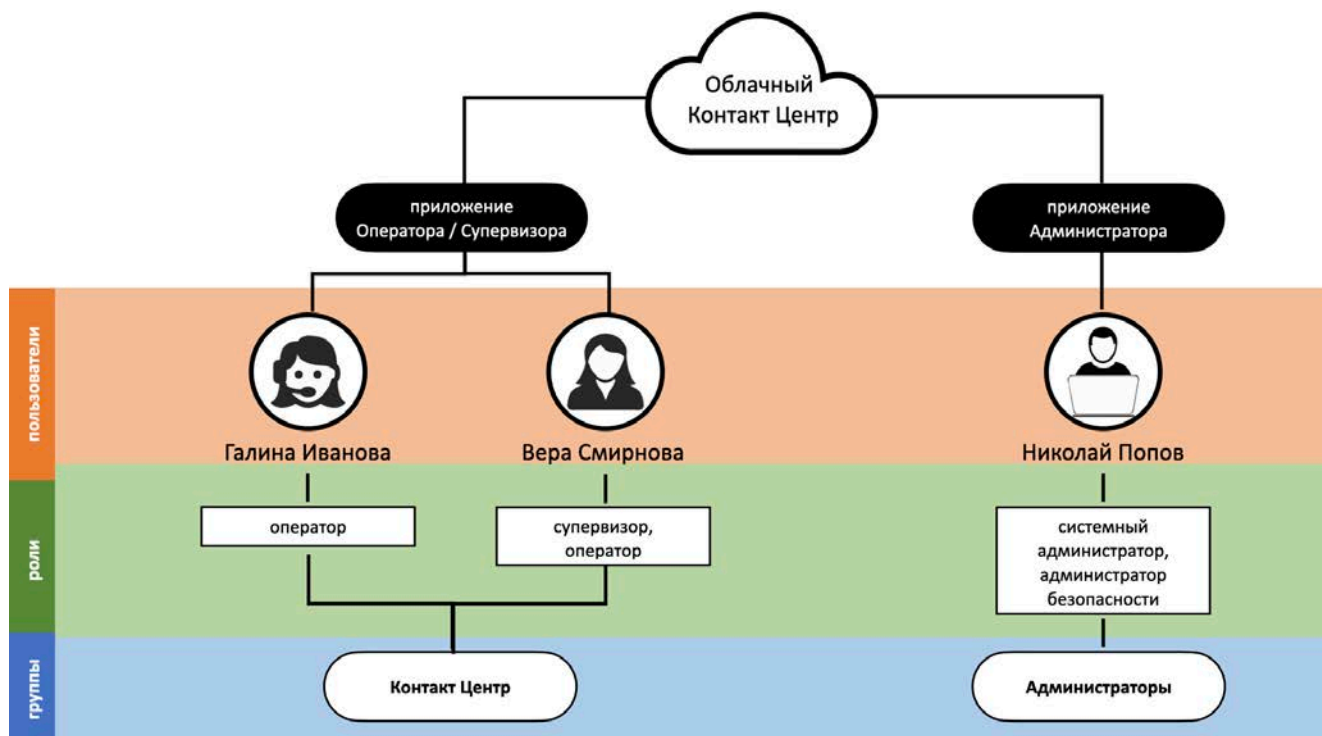 Облачный
Контакт Центр
приложение
Оператора / Супервизора
приложение
Администратора
пользователи
Галина Иванова
Вера Смирнова
Николай Попов
роли
оператор
супервизор,
оператор
системный
администратор,
администратор
безопасности
группы
Контакт Центр
Администраторы